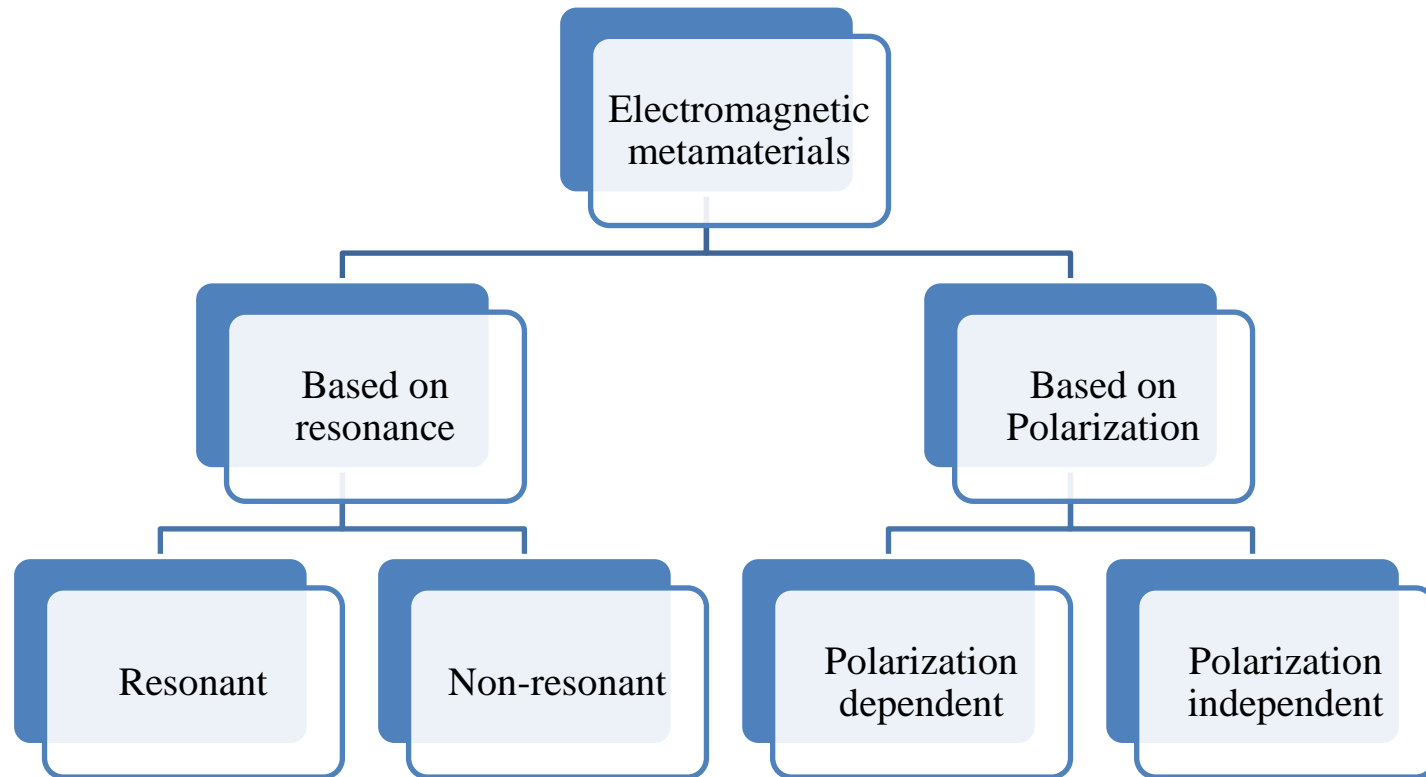 Electromagnetic
metamaterials
Based on
resonance
Based on
Polarization
Resonant
Non-resonant
Polarization
dependent
Polarization
independent